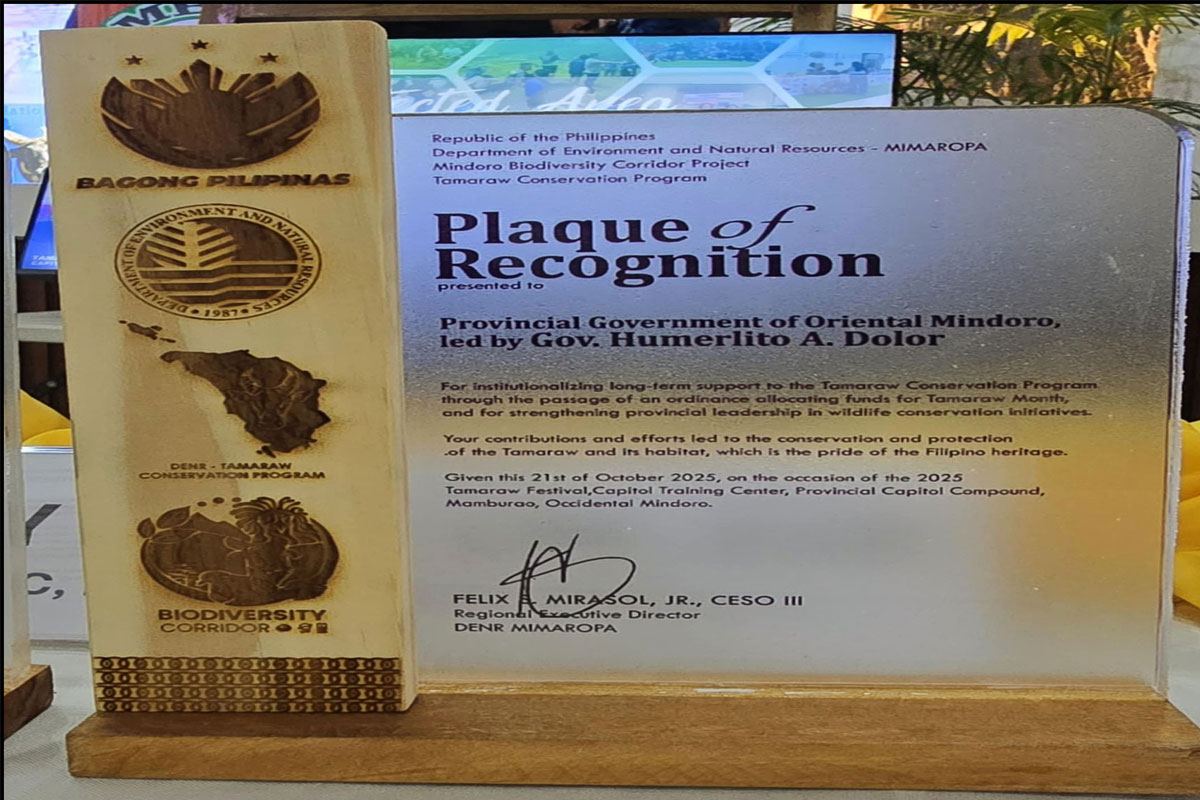 BAGONG PILIPINAS
DEPARTMENT OF ENVIRONMENT AND NATURAL RESOURCES
1987
DENR - TAMARAW
CONSERVATION PROGRAM
BIODIVERSITY
CORRIDOR
Area
Republic of the Philippines
Department of Environment and Natural Resources - MIMAROPA
Mindoro Biodiversity Corridor Project
Tamaraw Conservation Program
Plaque of
Recognition
presented to
Provincial Government of Oriental Mindoro,
led by Gov. Humerlito A. Dolor
For institutionalizing long-term support to the Tamaraw Conservation Program
through the passage of an ordinance allocating funds for Tamaraw Month,
and for strengthening provincial leadership in wildlife conservation initiatives.
Your contributions and efforts led to the conservation and protection
.of the Tamaraw and its habitat, which is the pride of the Filipino heritage.
Given this 21st of October 2025, on the occasion of the 2025
Tamaraw Festival,Capitol Training Center, Provincial Capitol Compound,
Mamburao, Occidental Mindoro.
FELIX S. MIRASOL, JR., CESO III
Regional Executive Director
DENR MIMAROPA